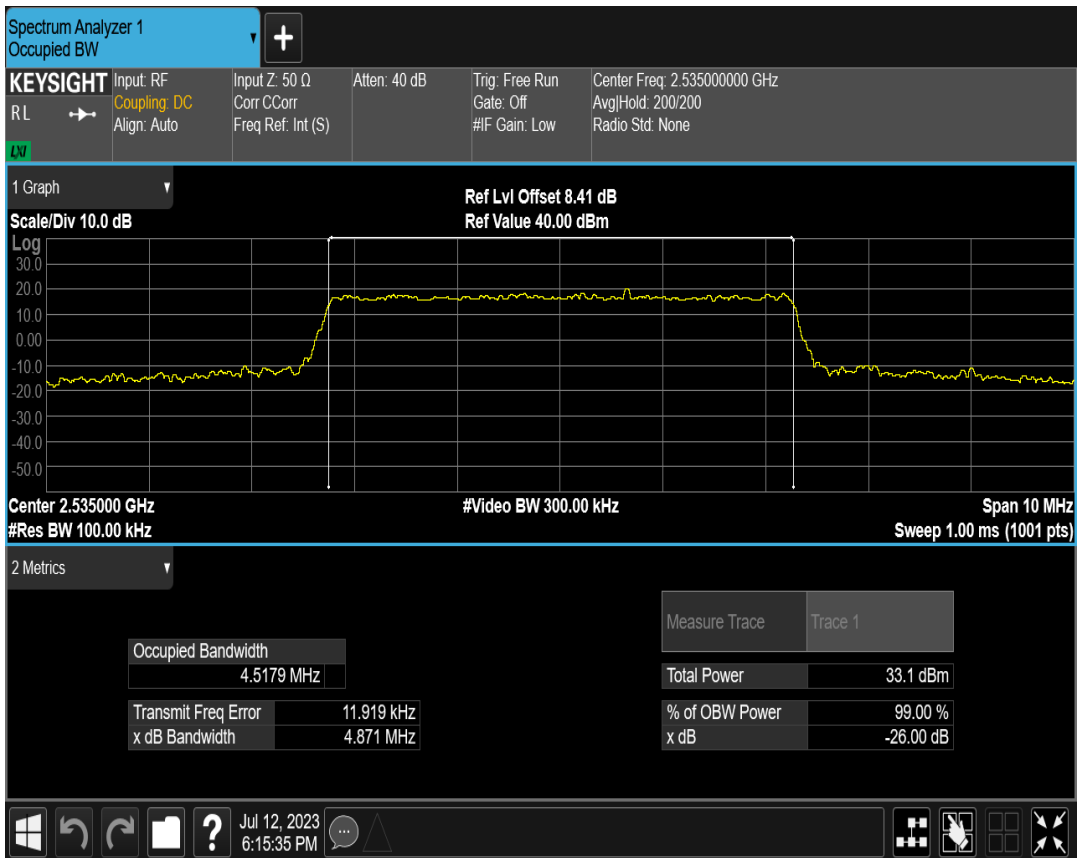 Spectrum Analyzer 1
Occupied BW
+
KEYSIGHT
RL
LXI
Input: RF
Coupling: DC
Align: Auto
Input Z: 50 Ω
Corr CCorr
Freq Ref: Int (S)
Atten: 40 dB
Trig: Free Run
Gate: Off
#IF Gain: Low
Center Freq: 2.535000000 GHz
Avg|Hold: 200/200
Radio Std: None
1 Graph
Scale/Div 10.0 dB
Ref Lvl Offset 8.41 dB
Ref Value 40.00 dBm
Log
30.0
20.0
10.0
0.00
-10.0
-20.0
-30.0
-40.0
-50.0
Center 2.535000 GHz
#Video BW 300.00 kHz
Span 10 MHz
#Res BW 100.00 kHz
Sweep 1.00 ms (1001 pts)
2 Metrics
Measure Trace Trace 1
Occupied Bandwidth
4.5179 MHz
Total Power 33.1 dBm
Transmit Freq Error 11.919 kHz
% of OBW Power 99.00 %
x dB Bandwidth 4.871 MHz
x dB -26.00 dB
?
Jul 12, 2023
6:15:35 PM